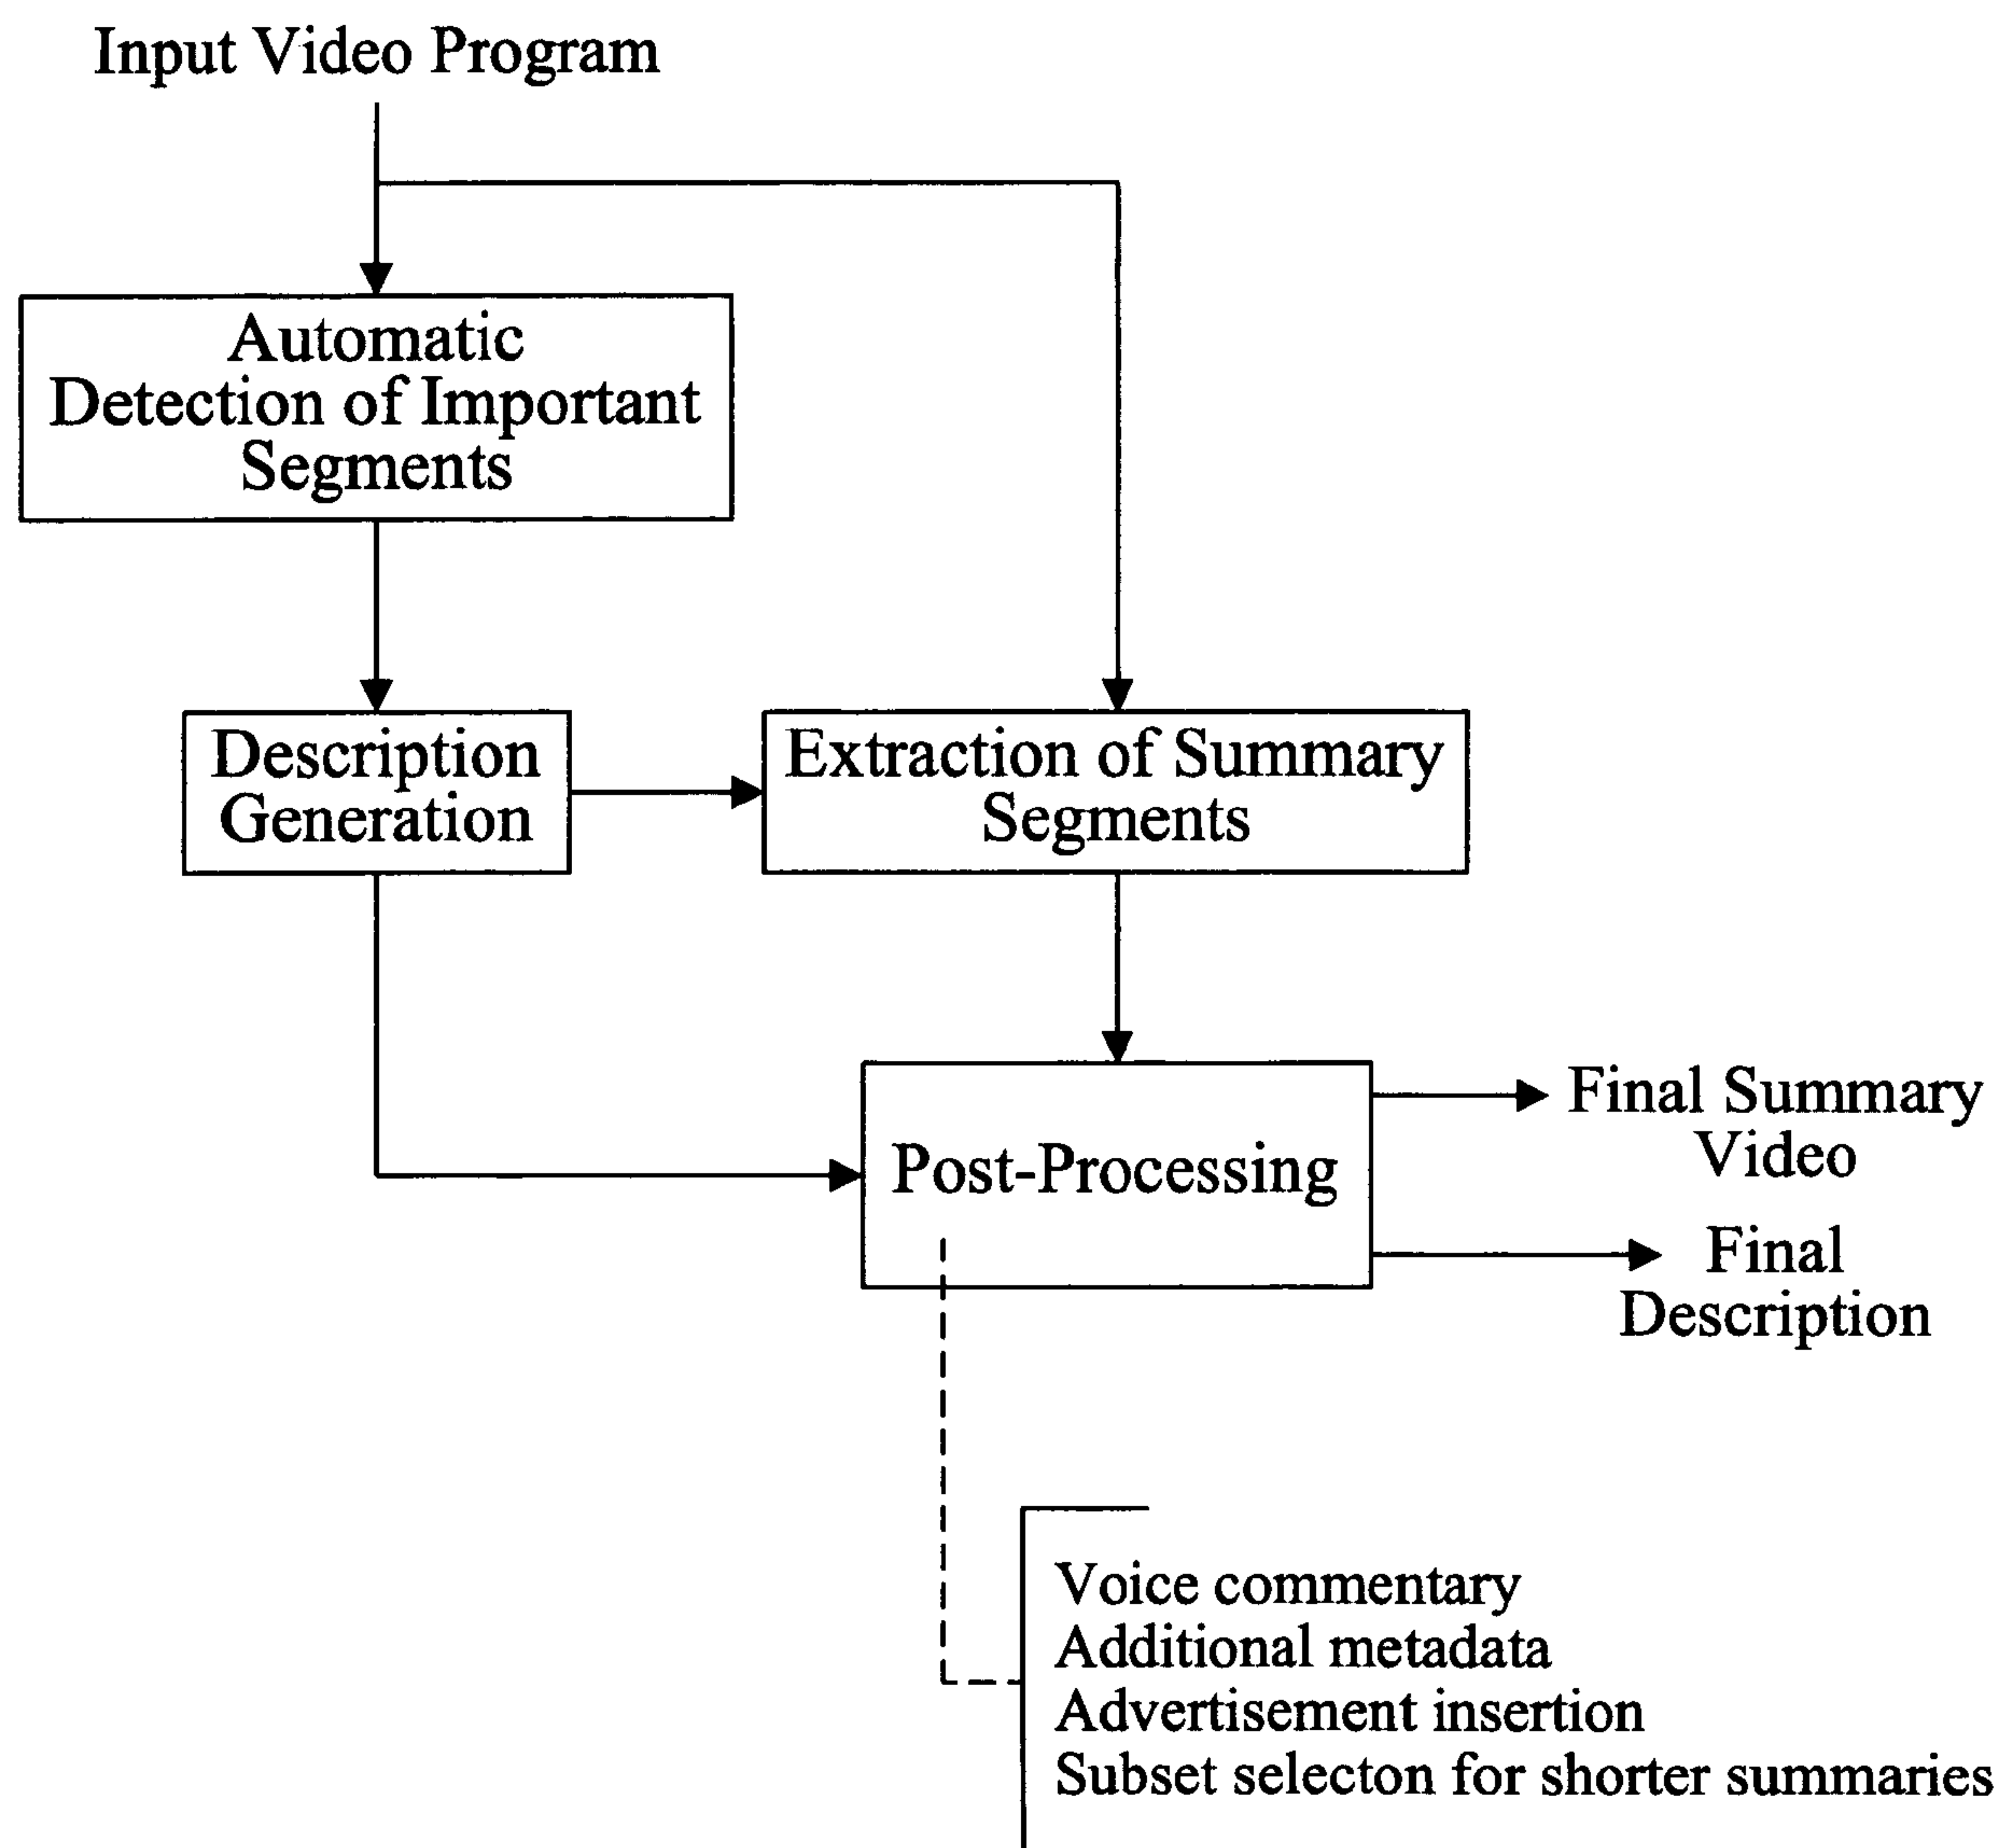 Input Video Program
Automatic
Detection of Important
Segments
Description
Generation
Extraction of Summary
Segments
Post-Processing
Final Summary
Video
Final
Description
Voice commentary
Additional metadata
Advertisement insertion
Subset selecton for shorter summaries